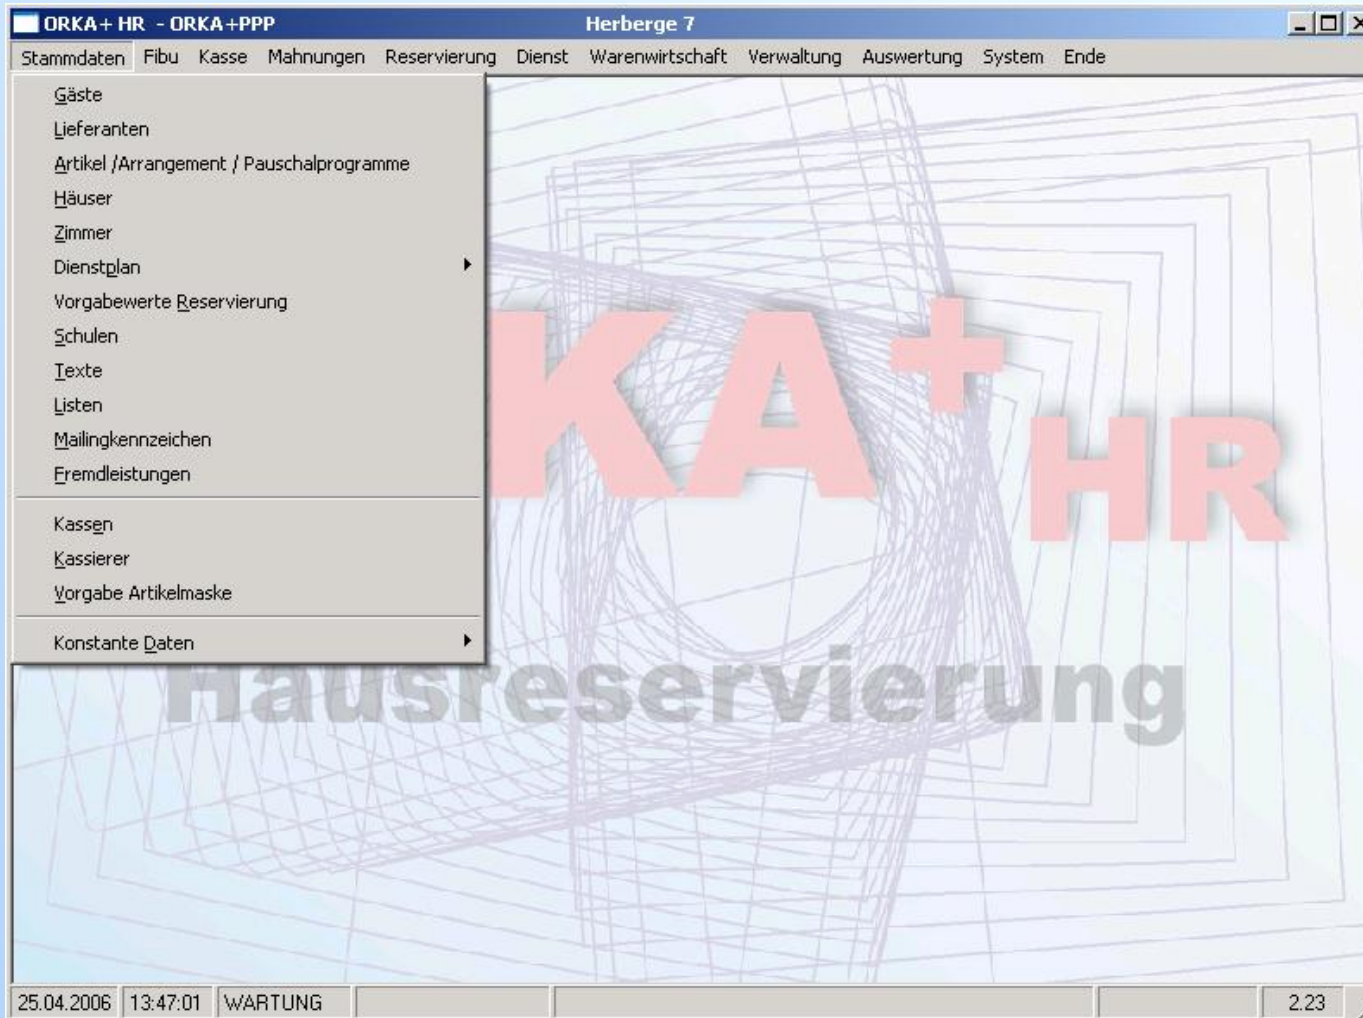 ORKA+ HR - ORKA+PPP Herberge 7
Stammdaten Fibu Kasse Mahnungen Reservierung Dienst Warenwirtschaft Verwaltung Auswertung System Ende
Gäste
Lieferanten
Artikel /Arrangement / Pauschalprogramme
Häuser
Zimmer
Dienstplan
Vorgabewerte Reservierung
Schulen
Texte
Listen
Mailingkennzeichen
Fremdleistungen
Kassen
Kassierer
Vorgabe Artikelmaske
Konstante Daten
KA+ HR
Hausreservierung
25.04.2006 13:47:01 WARTUNG 2.23